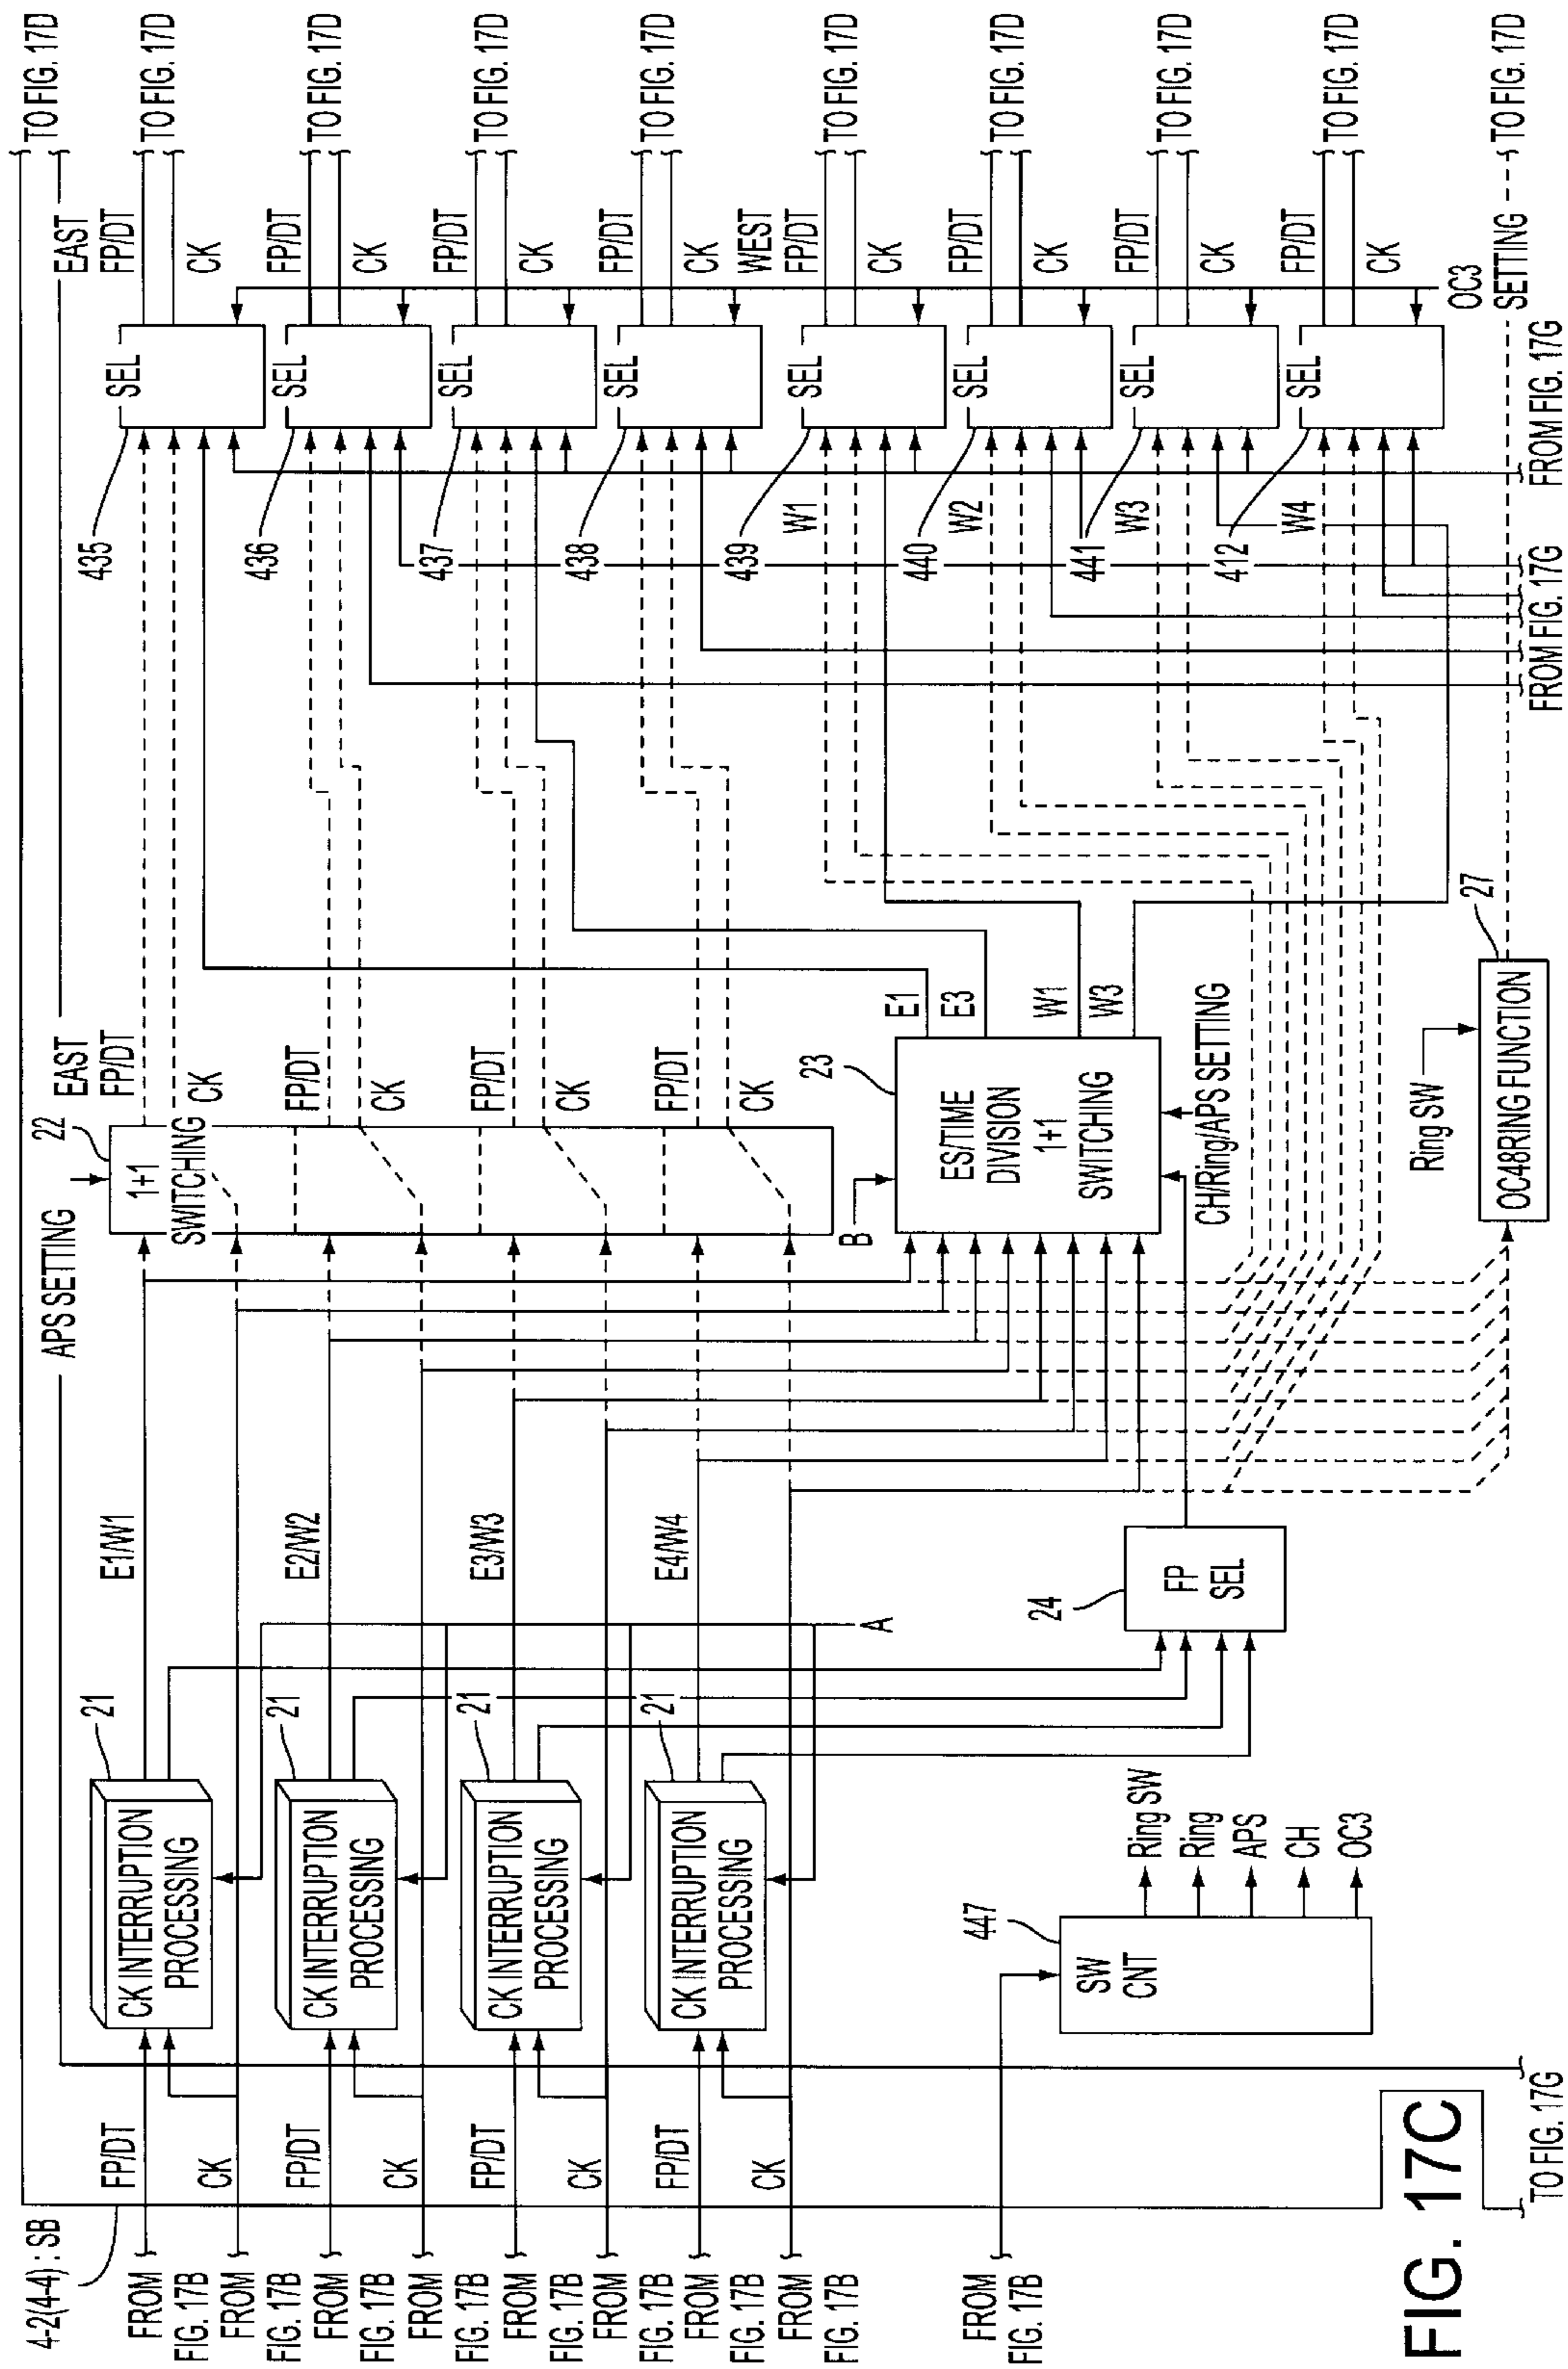 4-2(4-4) : SB
TO FIG. 17D
APS SETTING
EAST
EAST
FROM
FIG. 17B
FP/DT
CK INTERRUPTION
PROCESSING
21
E1/W1
22
1+1
SWITCHING
FP/DT
CK
435
SEL
FP/DT
CK
TO FIG. 17D
FROM
FIG. 17B
CK
FROM
FIG. 17B
FP/DT
CK INTERRUPTION
PROCESSING
21
E2/W2
FP/DT
CK
436
SEL
FP/DT
CK
TO FIG. 17D
FROM
FIG. 17B
CK
FROM
FIG. 17B
FP/DT
CK INTERRUPTION
PROCESSING
21
E3/W3
FP/DT
CK
437
SEL
FP/DT
CK
TO FIG. 17D
FROM
FIG. 17B
CK
FROM
FIG. 17B
FP/DT
CK INTERRUPTION
PROCESSING
21
E4/W4
FP/DT
CK
438
SEL
FP/DT
CK
TO FIG. 17D
FROM
FIG. 17B
CK
A
B
23
ES/TIME
DIVISION
1+1
SWITCHING
E1
E3
W1
W3
CH/Ring/APS SETTING
WEST
439
W1
SEL
FP/DT
CK
TO FIG. 17D
440
W2
SEL
FP/DT
CK
TO FIG. 17D
441
W3
SEL
FP/DT
CK
TO FIG. 17D
412
W4
SEL
FP/DT
CK
TO FIG. 17D
FROM
FIG. 17B
447
SW
CNT
Ring SW
Ring
APS
CH
OC3
24
FP
SEL
Ring SW
27
OC48RING FUNCTION
OC3
SETTING
TO FIG. 17D
TO FIG. 17G
FROM FIG. 17G
FROM FIG. 17G
FIG. 17C